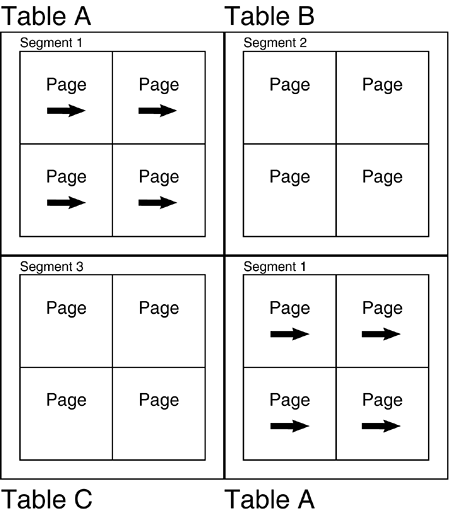 Table A Table B
Segment 1 Segment 2
Page Page Page Page
Page Page Page Page
Segment 3 Segment 1
Page Page Page Page
Page Page Page Page
Table C Table A